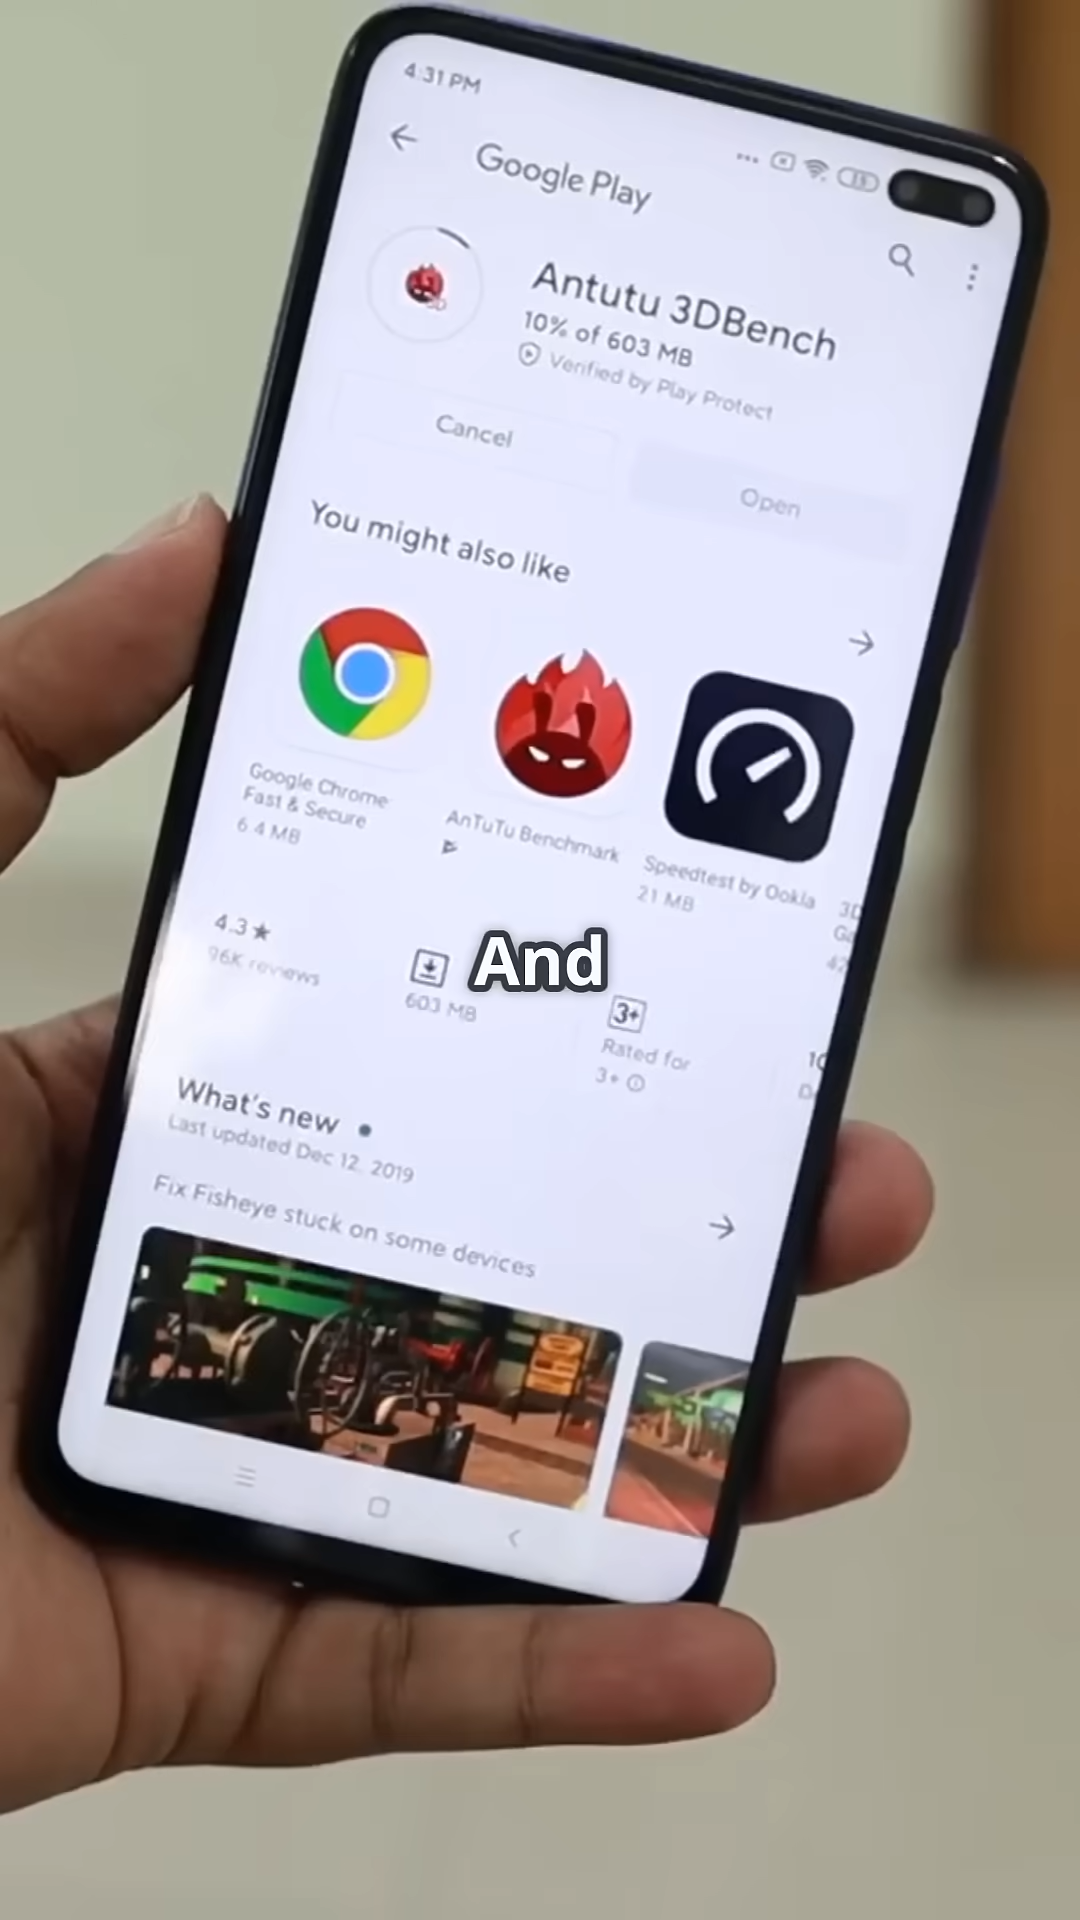 4:31 PM
Google Play
Antutu 3DBench
10% of 603 MB
Verified by Play Protect
Cancel
Open
You might also like
Google Chrome
Fast & Secure
6.4 MB
AnTuTu Benchmark
Speedtest by Ookla
21 MB
3D
4.3★
96K reviews
603 MB
And
3+
Rated for
3+
What's new
Last updated Dec 12, 2019
Fix Fisheye stuck on some devices